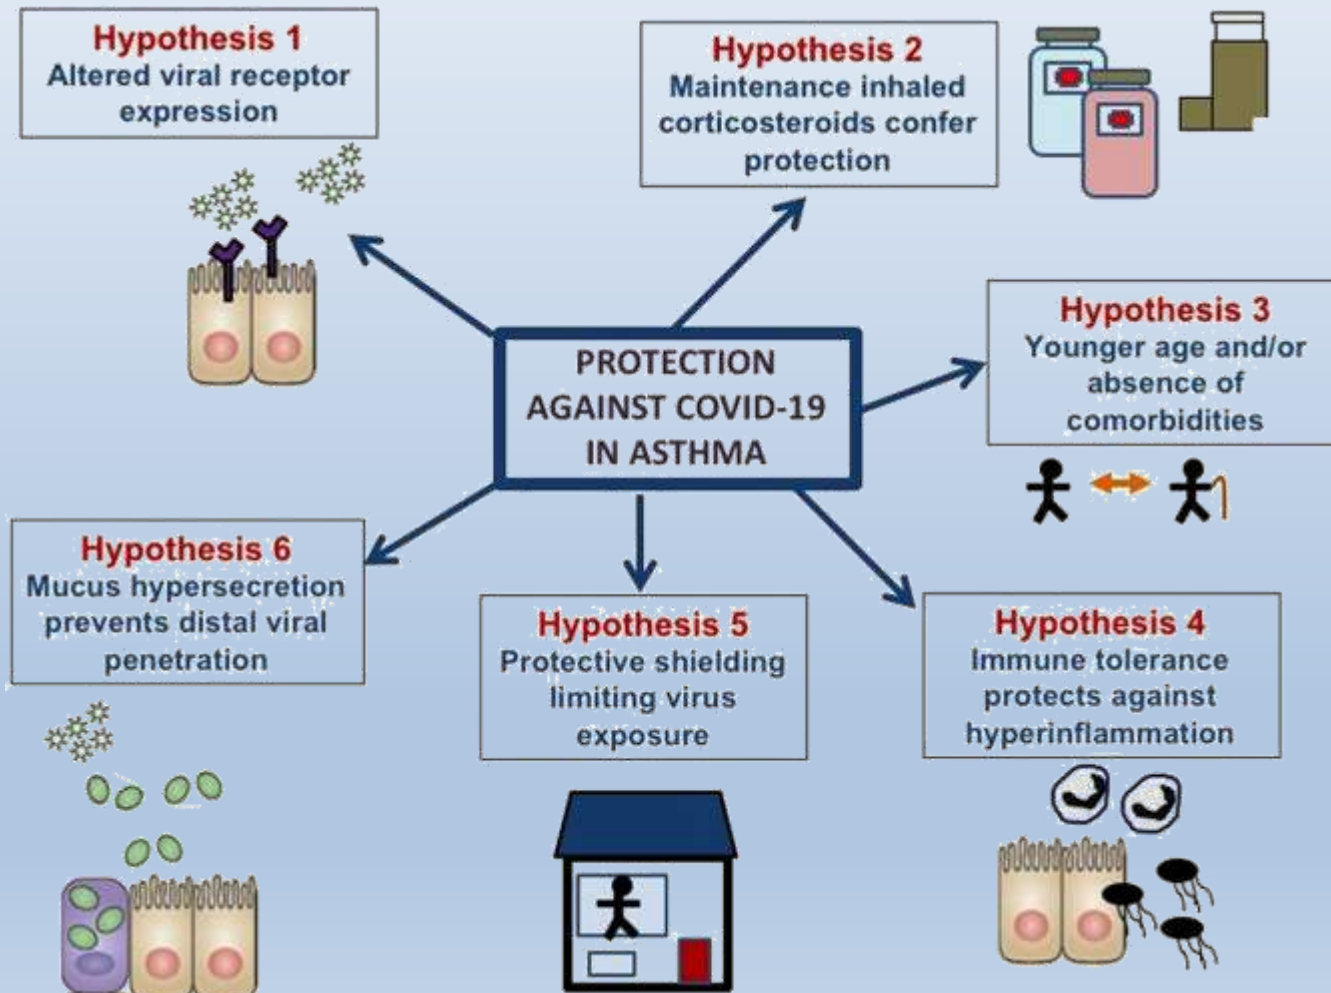 Hypothesis 1
Altered viral receptor
expression
Hypothesis 2
Maintenance inhaled
corticosteroids confer
protection
Hypothesis 3
Younger age and/or
absence of
comorbidities
PROTECTION
AGAINST COVID-19
IN ASTHMA
Hypothesis 6
Mucus hypersecretion
prevents distal viral
penetration
Hypothesis 5
Protective shielding
limiting virus
exposure
Hypothesis 4
Immune tolerance
protects against
hyperinflammation